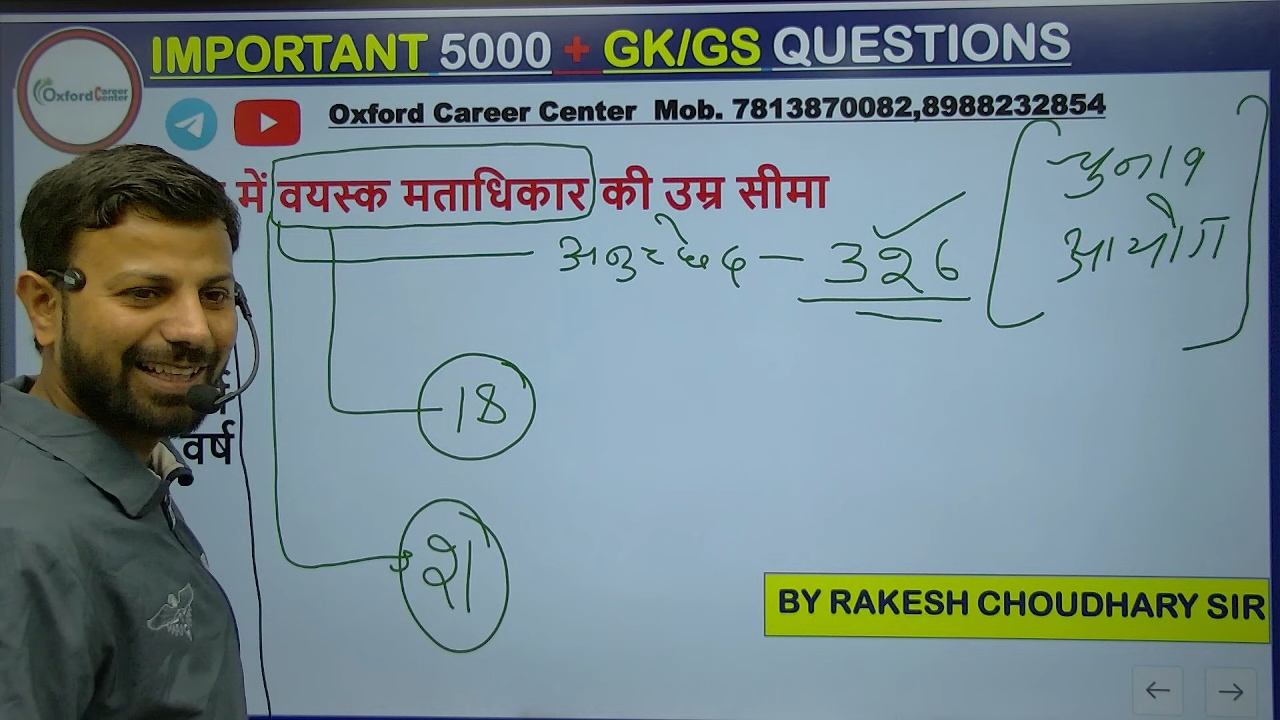 IMPORTANT 5000 + GK/GS QUESTIONS
Oxford Career Center
Oxford Career Center Mob. 7813870082,8988232854
में वयस्क मताधिकार की उम्र सीमा
अनुच्छेद - 326
चुनाव
आयोग
18
वर्ष
21
BY RAKESH CHOUDHARY SIR